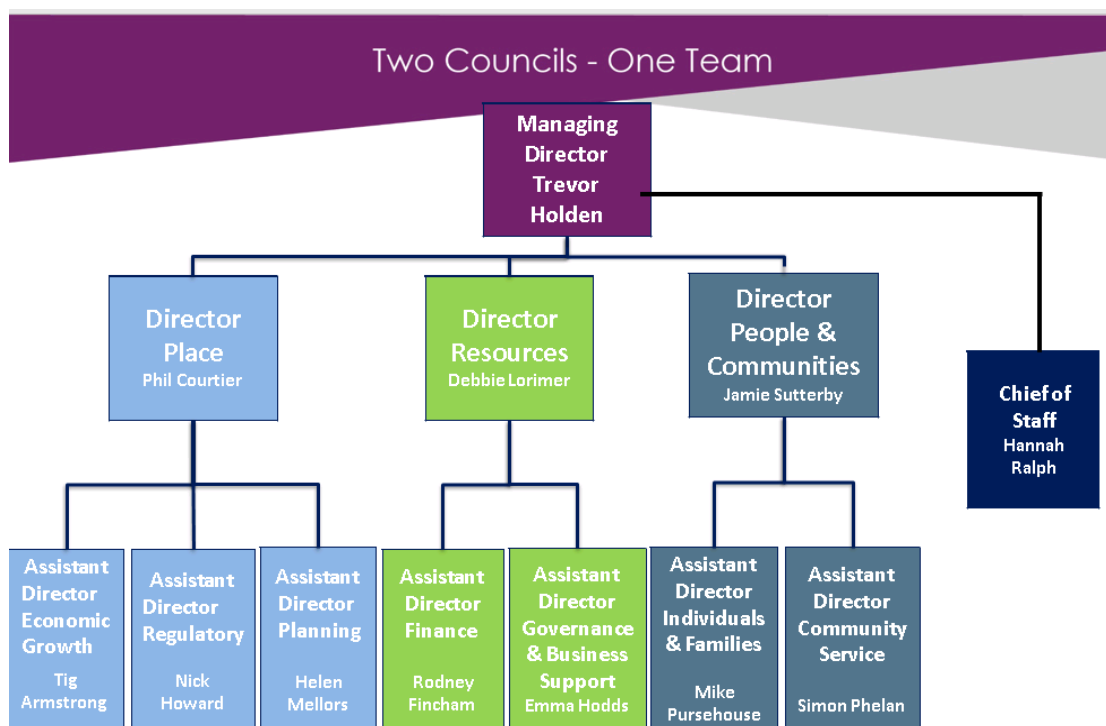 Two Councils - One Team
Managing
Director
Trevor
Holden
Director
Place
Phil Courtier
Director
Resources
Debbie Lorimer
Director
People &
Communities
Jamie Sutterby
Chief of
Staff
Hannah
Ralph
Assistant
Director
Economic
Growth
Tig
Armstrong
Assistant
Director
Regulatory
Nick
Howard
Assistant
Director
Planning
Helen
Mellors
Assistant
Director
Finance
Rodney
Fincham
Assistant
Director
Governance
& Business
Support
Emma Hodds
Assistant
Director
Individuals
& Families
Mike
Pursehouse
Assistant
Director
Community
Service
Simon Phelan